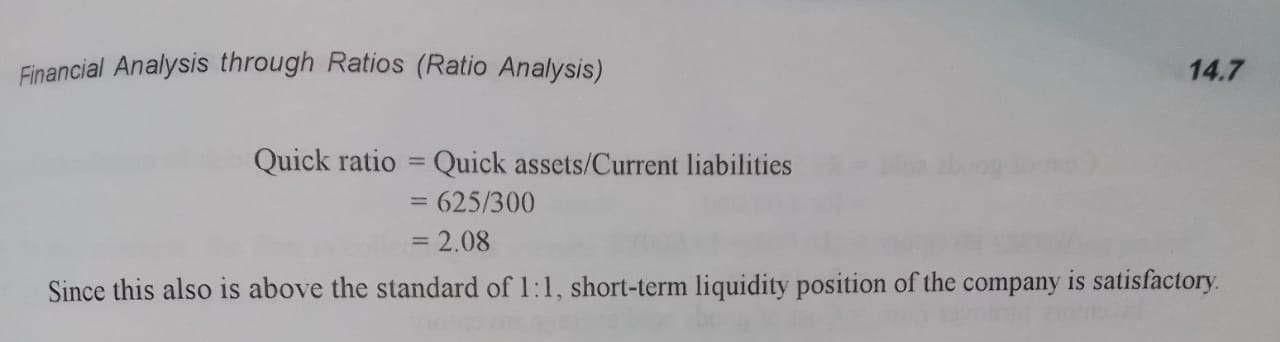 Financial Analysis through Ratios (Ratio Analysis) 14.7
Quick ratio = Quick assets/Current liabilities
= 625/300
= 2.08
Since this also is above the standard of 1:1, short-term liquidity position of the company is satisfactory.